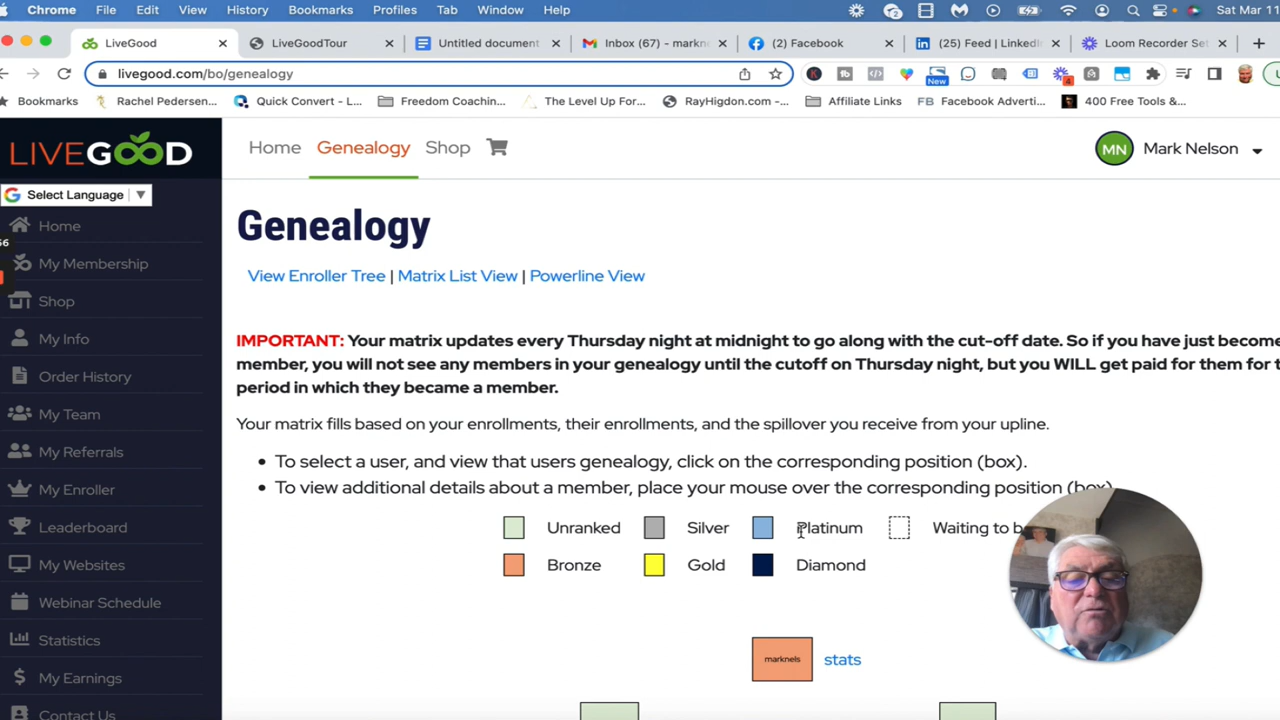 Chrome File Edit View History Bookmarks Profiles Tab Window Help Sat Mar 11
LiveGood LiveGoodTour Untitled document Inbox (67) - markn (2) Facebook (25) Feed | LinkedI Loom Recorder Set
livegood.com/bo/genealogy New 4
Bookmarks Rachel Pedersen... Quick Convert - L... Freedom Coachin... The Level Up For... RayHigdon.com -... Affiliate Links FB Facebook Adverti... 400 Free Tools &...
LIVEGOOD Home Genealogy Shop MN Mark Nelson
G Select Language ▼
Home
56
My Membership
Shop
My Info
Order History
My Team
My Referrals
My Enroller
Leaderboard
My Websites
Webinar Schedule
Statistics
My Earnings
Contact Us
Genealogy
View Enroller Tree | Matrix List View | Powerline View
IMPORTANT: Your matrix updates every Thursday night at midnight to go along with the cut-off date. So if you have just become
member, you will not see any members in your genealogy until the cutoff on Thursday night, but you WILL get paid for them for t
period in which they became a member.
Your matrix fills based on your enrollments, their enrollments, and the spillover you receive from your upline.
• To select a user, and view that users genealogy, click on the corresponding position (box).
• To view additional details about a member, place your mouse over the corresponding position (box).
Unranked Silver Platinum Waiting to b
Bronze Gold Diamond
marknels stats